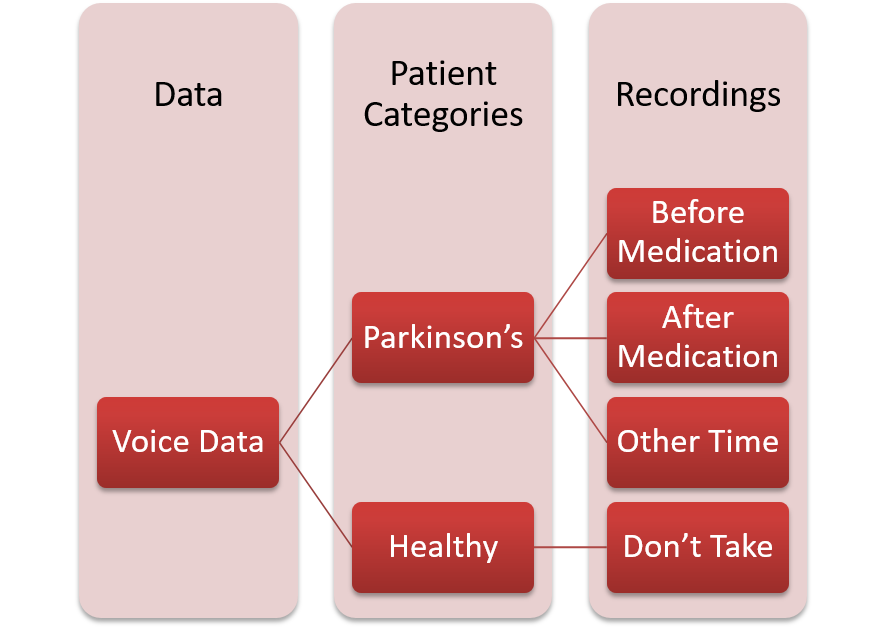 Data
Patient
Categories
Recordings
Voice Data
Parkinson’s
Healthy
Before
Medication
After
Medication
Other Time
Don’t Take